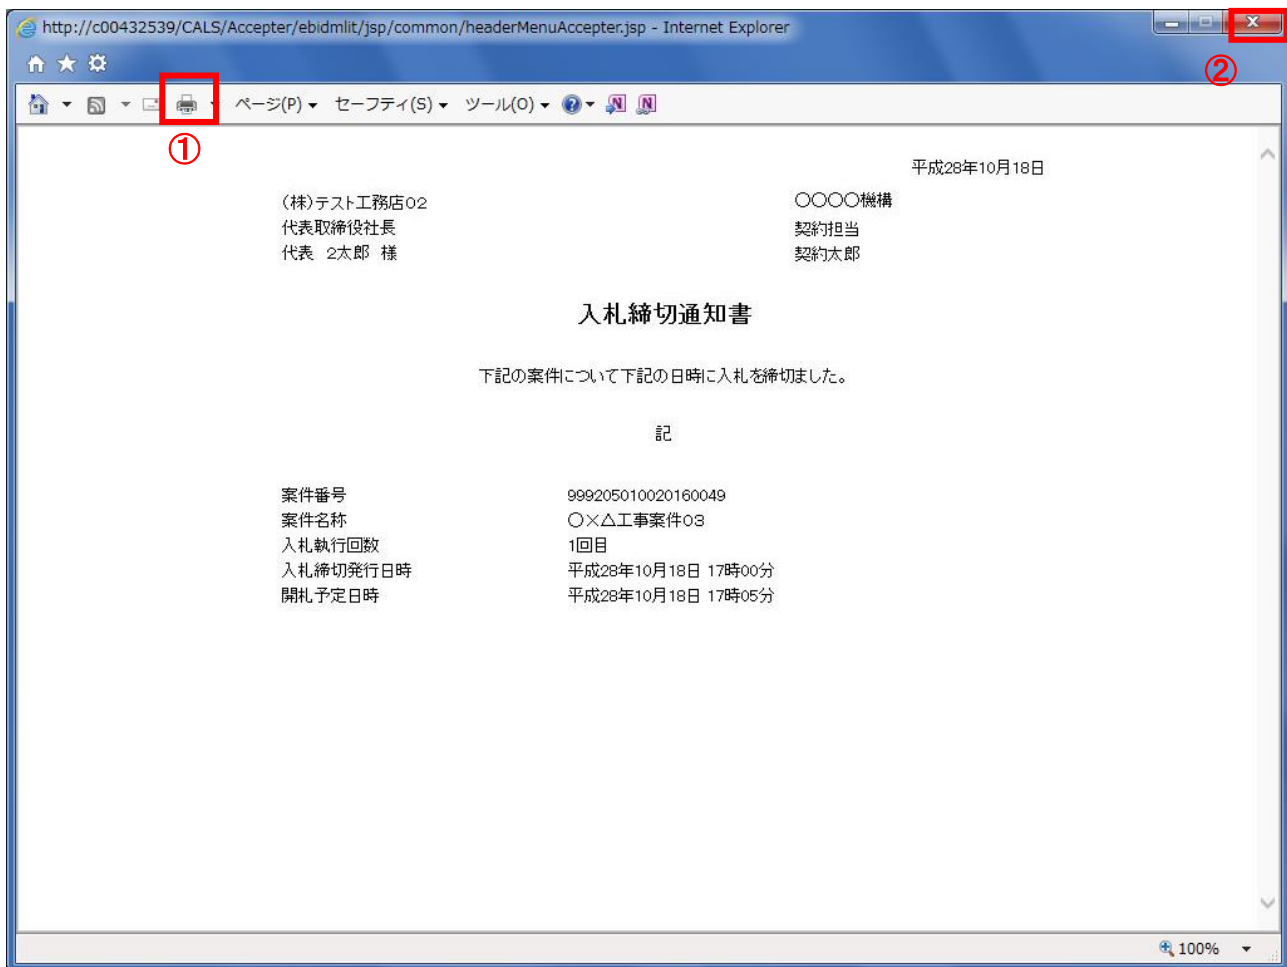 http://c00432539/CALS/Accepter/ebidmlit/jsp/common/headerMenuAccepter.jsp - Internet Explorer
②
ページ(P) セーフティ(S) ツール(O)
①
平成28年10月18日
(株)テスト工務店02
〇〇〇〇機構
代表取締役社長
契約担当
代表 2太郎 様
契約太郎
入札締切通知書
下記の案件について下記の日時に入札を締切ました。
記
案件番号 999205010020160049
案件名称 〇×△工事案件03
入札執行回数 1回目
入札締切発行日時 平成28年10月18日 17時00分
開札予定日時 平成28年10月18日 17時05分
100%